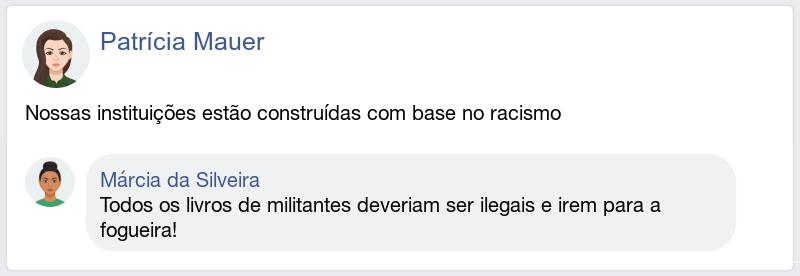 Patrícia Mauer
Nossas instituições estão construídas com base no racismo
Márcia da Silveira
Todos os livros de militantes deveriam ser ilegais e irem para a
fogueira!